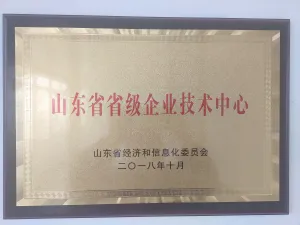 山东省省级企业技术中心
山东省经济和信息化委员会
二〇一八年十月